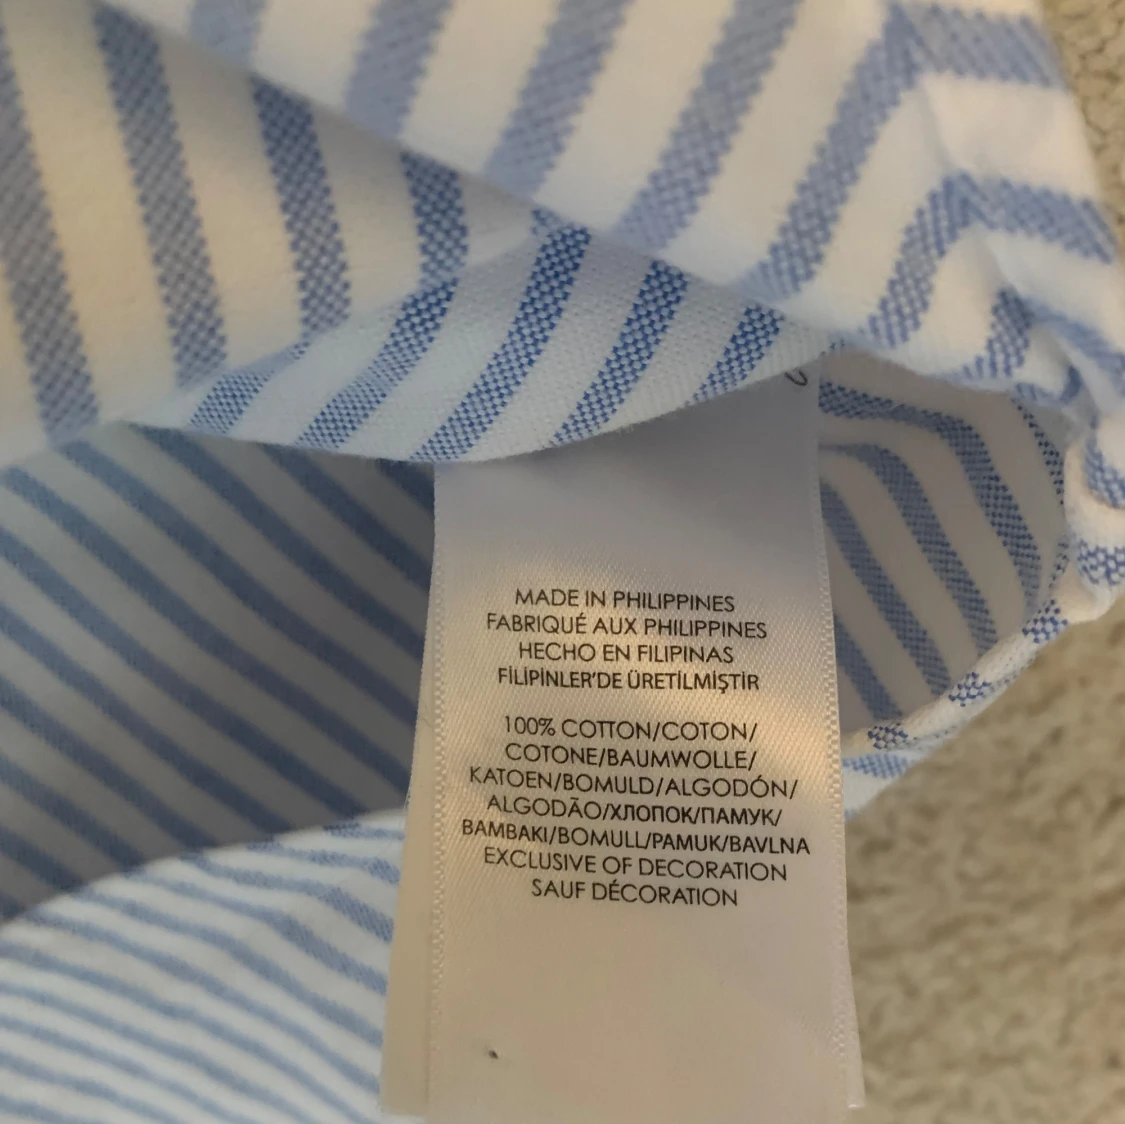 MADE IN PHILIPPINES
FABRIQUÉ AUX PHILIPPINES
HECHO EN FILIPINAS
FİLİPİNLER'DE ÜRETİLMİŞTİR
100% COTTON/COTON/
COTONE/BAUMWOLLE/
KATOEN/BOMULD/ALGODÓN/
ALGODÃO/ХЛОПОК/ПАМУК/
BAMBAKI/BOMULL/PAMUK/BAVLNA
EXCLUSIVE OF DECORATION
SAUF DÉCORATION